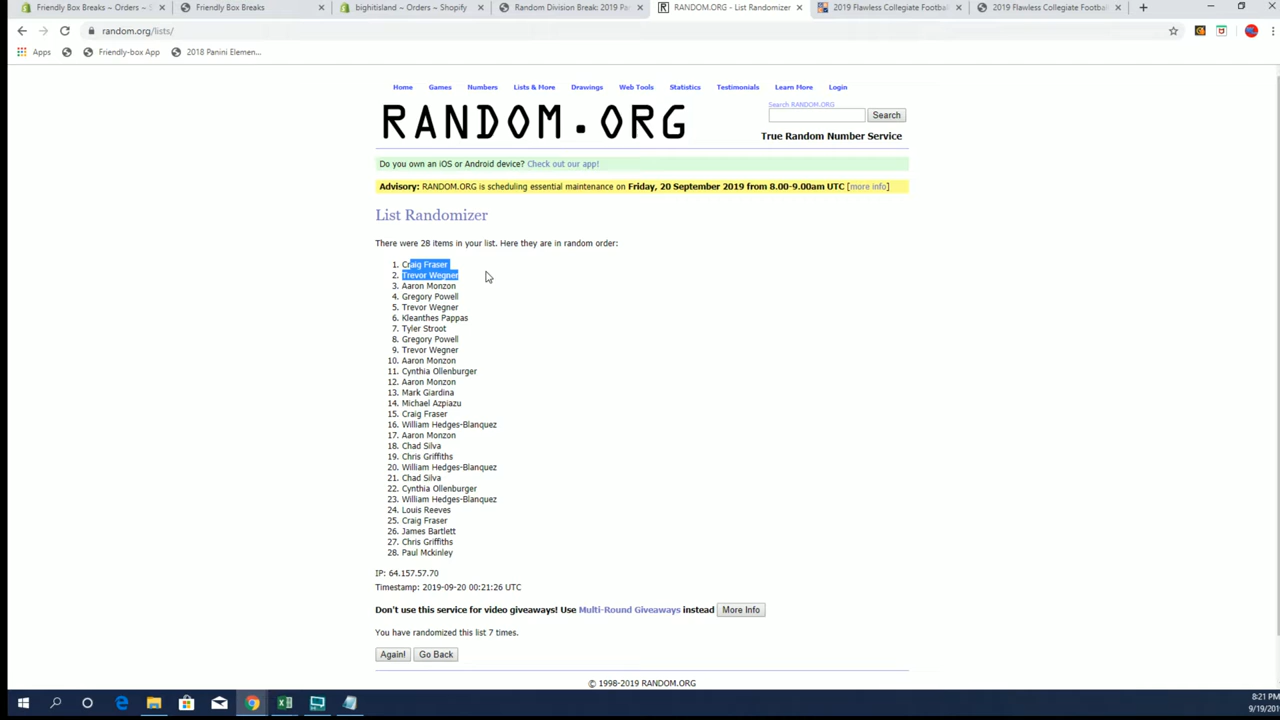 Friendly Box Breaks ~ Orders ~ S
Friendly Box Breaks
bighitisland ~ Orders ~ Shopify
Random Division Break: 2019 Pan
RANDOM.ORG - List Randomizer
2019 Flawless Collegiate Football
2019 Flawless Collegiate Football
random.org/lists/
Apps
Friendly-box App
2018 Panini Elemen...
Home
Games
Numbers
Lists & More
Drawings
Web Tools
Statistics
Testimonials
Learn More
Login
RANDOM.ORG
Search RANDOM.ORG
Search
True Random Number Service
Do you own an iOS or Android device? Check out our app!
Advisory: RANDOM.ORG is scheduling essential maintenance on Friday, 20 September 2019 from 8.00-9.00am UTC [more info]
List Randomizer
There were 28 items in your list. Here they are in random order:
1. Craig Fraser
2. Trevor Wegner
3. Aaron Monzon
4. Gregory Powell
5. Trevor Wegner
6. Kleanthes Pappas
7. Tyler Stroot
8. Gregory Powell
9. Trevor Wegner
10. Aaron Monzon
11. Cynthia Ollenburger
12. Aaron Monzon
13. Mark Giardina
14. Michael Azpiazu
15. Craig Fraser
16. William Hedges-Blanquez
17. Aaron Monzon
18. Chad Silva
19. Chris Griffiths
20. William Hedges-Blanquez
21. Chad Silva
22. Cynthia Ollenburger
23. William Hedges-Blanquez
24. Louis Reeves
25. Craig Fraser
26. James Bartlett
27. Chris Griffiths
28. Paul Mckinley
IP: 64.157.57.70
Timestamp: 2019-09-20 00:21:26 UTC
Don't use this service for video giveaways! Use Multi-Round Giveaways instead
More Info
You have randomized this list 7 times.
Again!
Go Back
© 1998-2019 RANDOM.ORG
8:21 PM
9/19/201